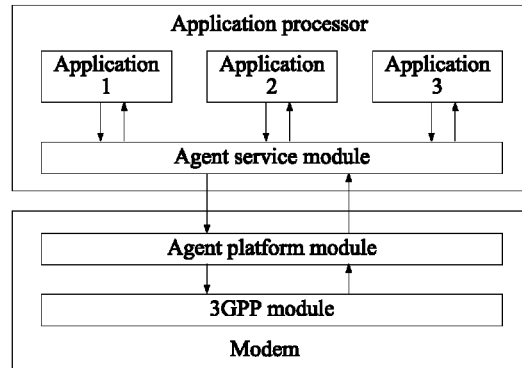 Application processor
Application 1
Application 2
Application 3
Agent service module
Agent platform module
3GPP module
Modem